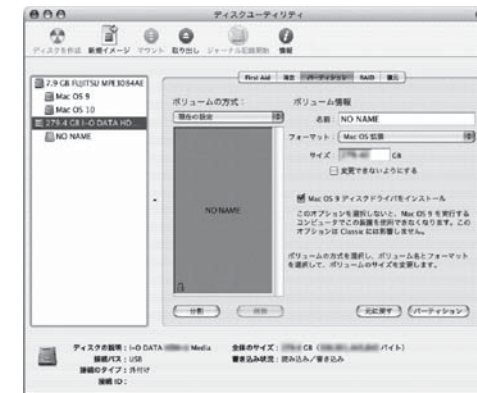 ディスクユーティリティ
ディスクを作成 新規イメージ マウント 取り出し ジャーナル記録開始 情報
7.9 GB FUJITSU MPE3084AE
Mac OS 9
Mac OS 10
279.4 GB I-O DATA HD...
NO NAME
First Aid 消去 パーティション RAID 復元
ボリュームの方式：
現在の設定
NO NAME
分割 削除
ボリューム情報
名前： NO NAME
フォーマット： Mac OS 拡張
サイズ： GB
変更できないようにする
Mac OS 9 ディスクドライバをインストール
このオプションを選択しないと、Mac OS 9 を実行する
コンピュータでこの装置を使用できなくなります。この
オプションは Classic には影響しません。
ボリュームの方式を選択し、ボリューム名とフォーマット
を選択して、ボリュームのサイズを変更します。
元に戻す パーティション
ディスクの説明：I-O DATA Media
接続バス：USB
接続のタイプ：外付け
接続 ID：
全体のサイズ： GB ( バイト)
書き込み状況：読み込み／書き込み